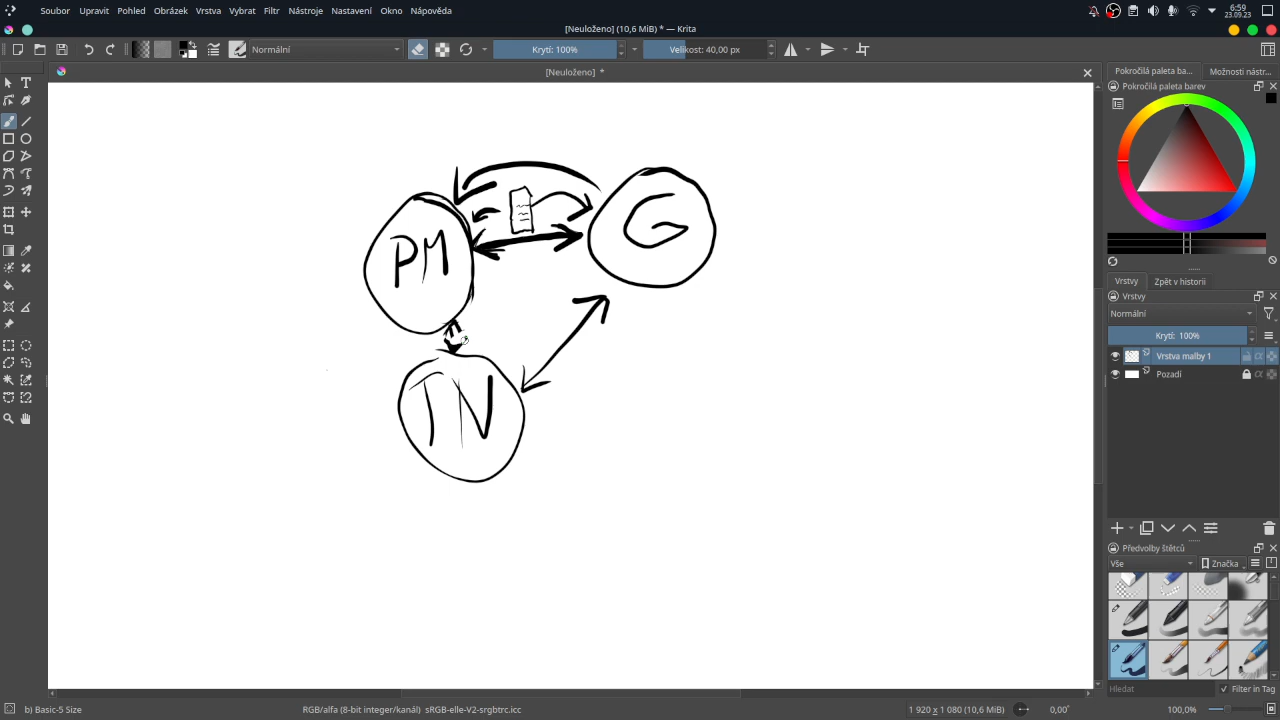 Soubor Upravit Pohled Obrázek Vrstva Vybrat Filtr Nástroje Nastavení Okno Nápověda
6:59
23.09.23
[Neuloženo] (10,6 MiB) * — Krita
Normální
Krytí: 100%
Velikost: 40,00 px
[Neuloženo] *
Pokročilá paleta ba...
Možnosti nástr...
Pokročilá paleta barev
PM
G
TN
Vrstvy
Zpět v historii
Vrstvy
Normální
Krytí: 100%
Vrstva malby 1
Pozadí
Předvolby štětců
Vše
Značka
Hledat
Filter in Tag
b) Basic-5 Size
RGB/alfa (8-bit integer/kanál) sRGB-elle-V2-srgbtrc.icc
1 920 x 1 080 (10,6 MiB)
0,00°
100,0%